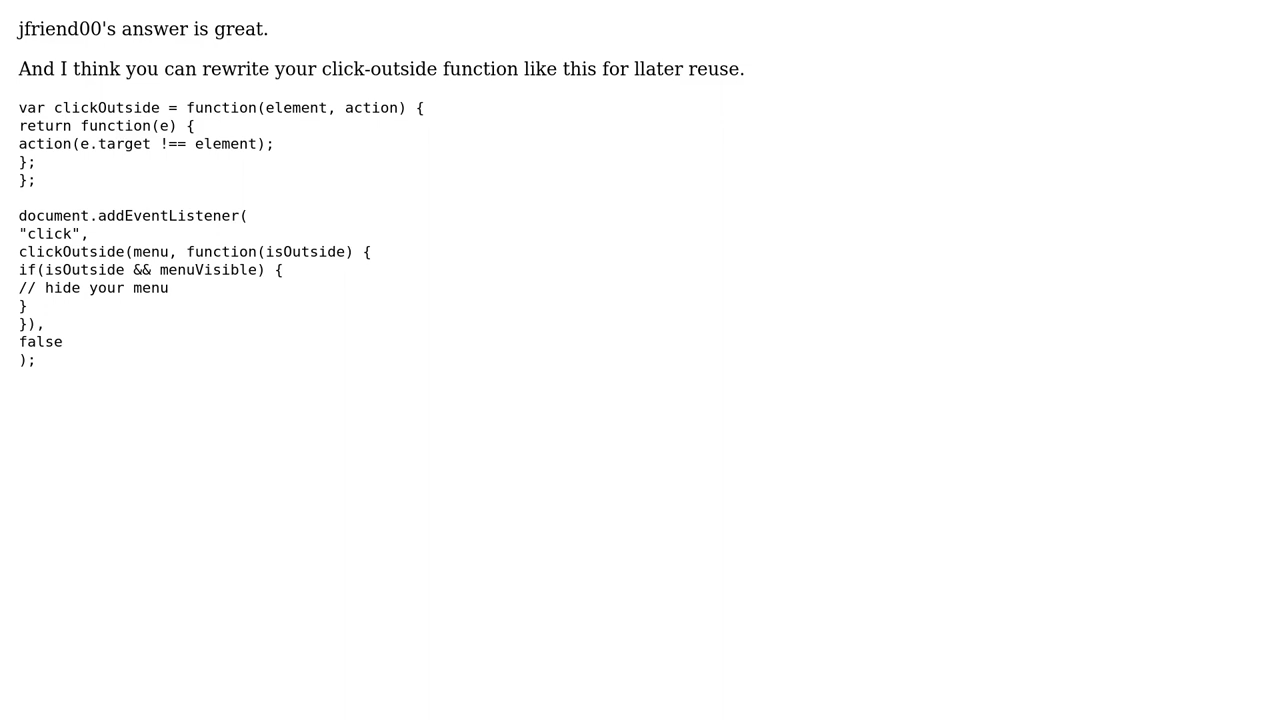 jfriend00's answer is great.
And I think you can rewrite your click-outside function like this for llater reuse.
var clickOutside = function(element, action) {
return function(e) {
action(e.target !== element);
};
};
document.addEventListener(
"click",
clickOutside(menu, function(isOutside) {
if(isOutside && menuVisible) {
// hide your menu
}
}),
false
);